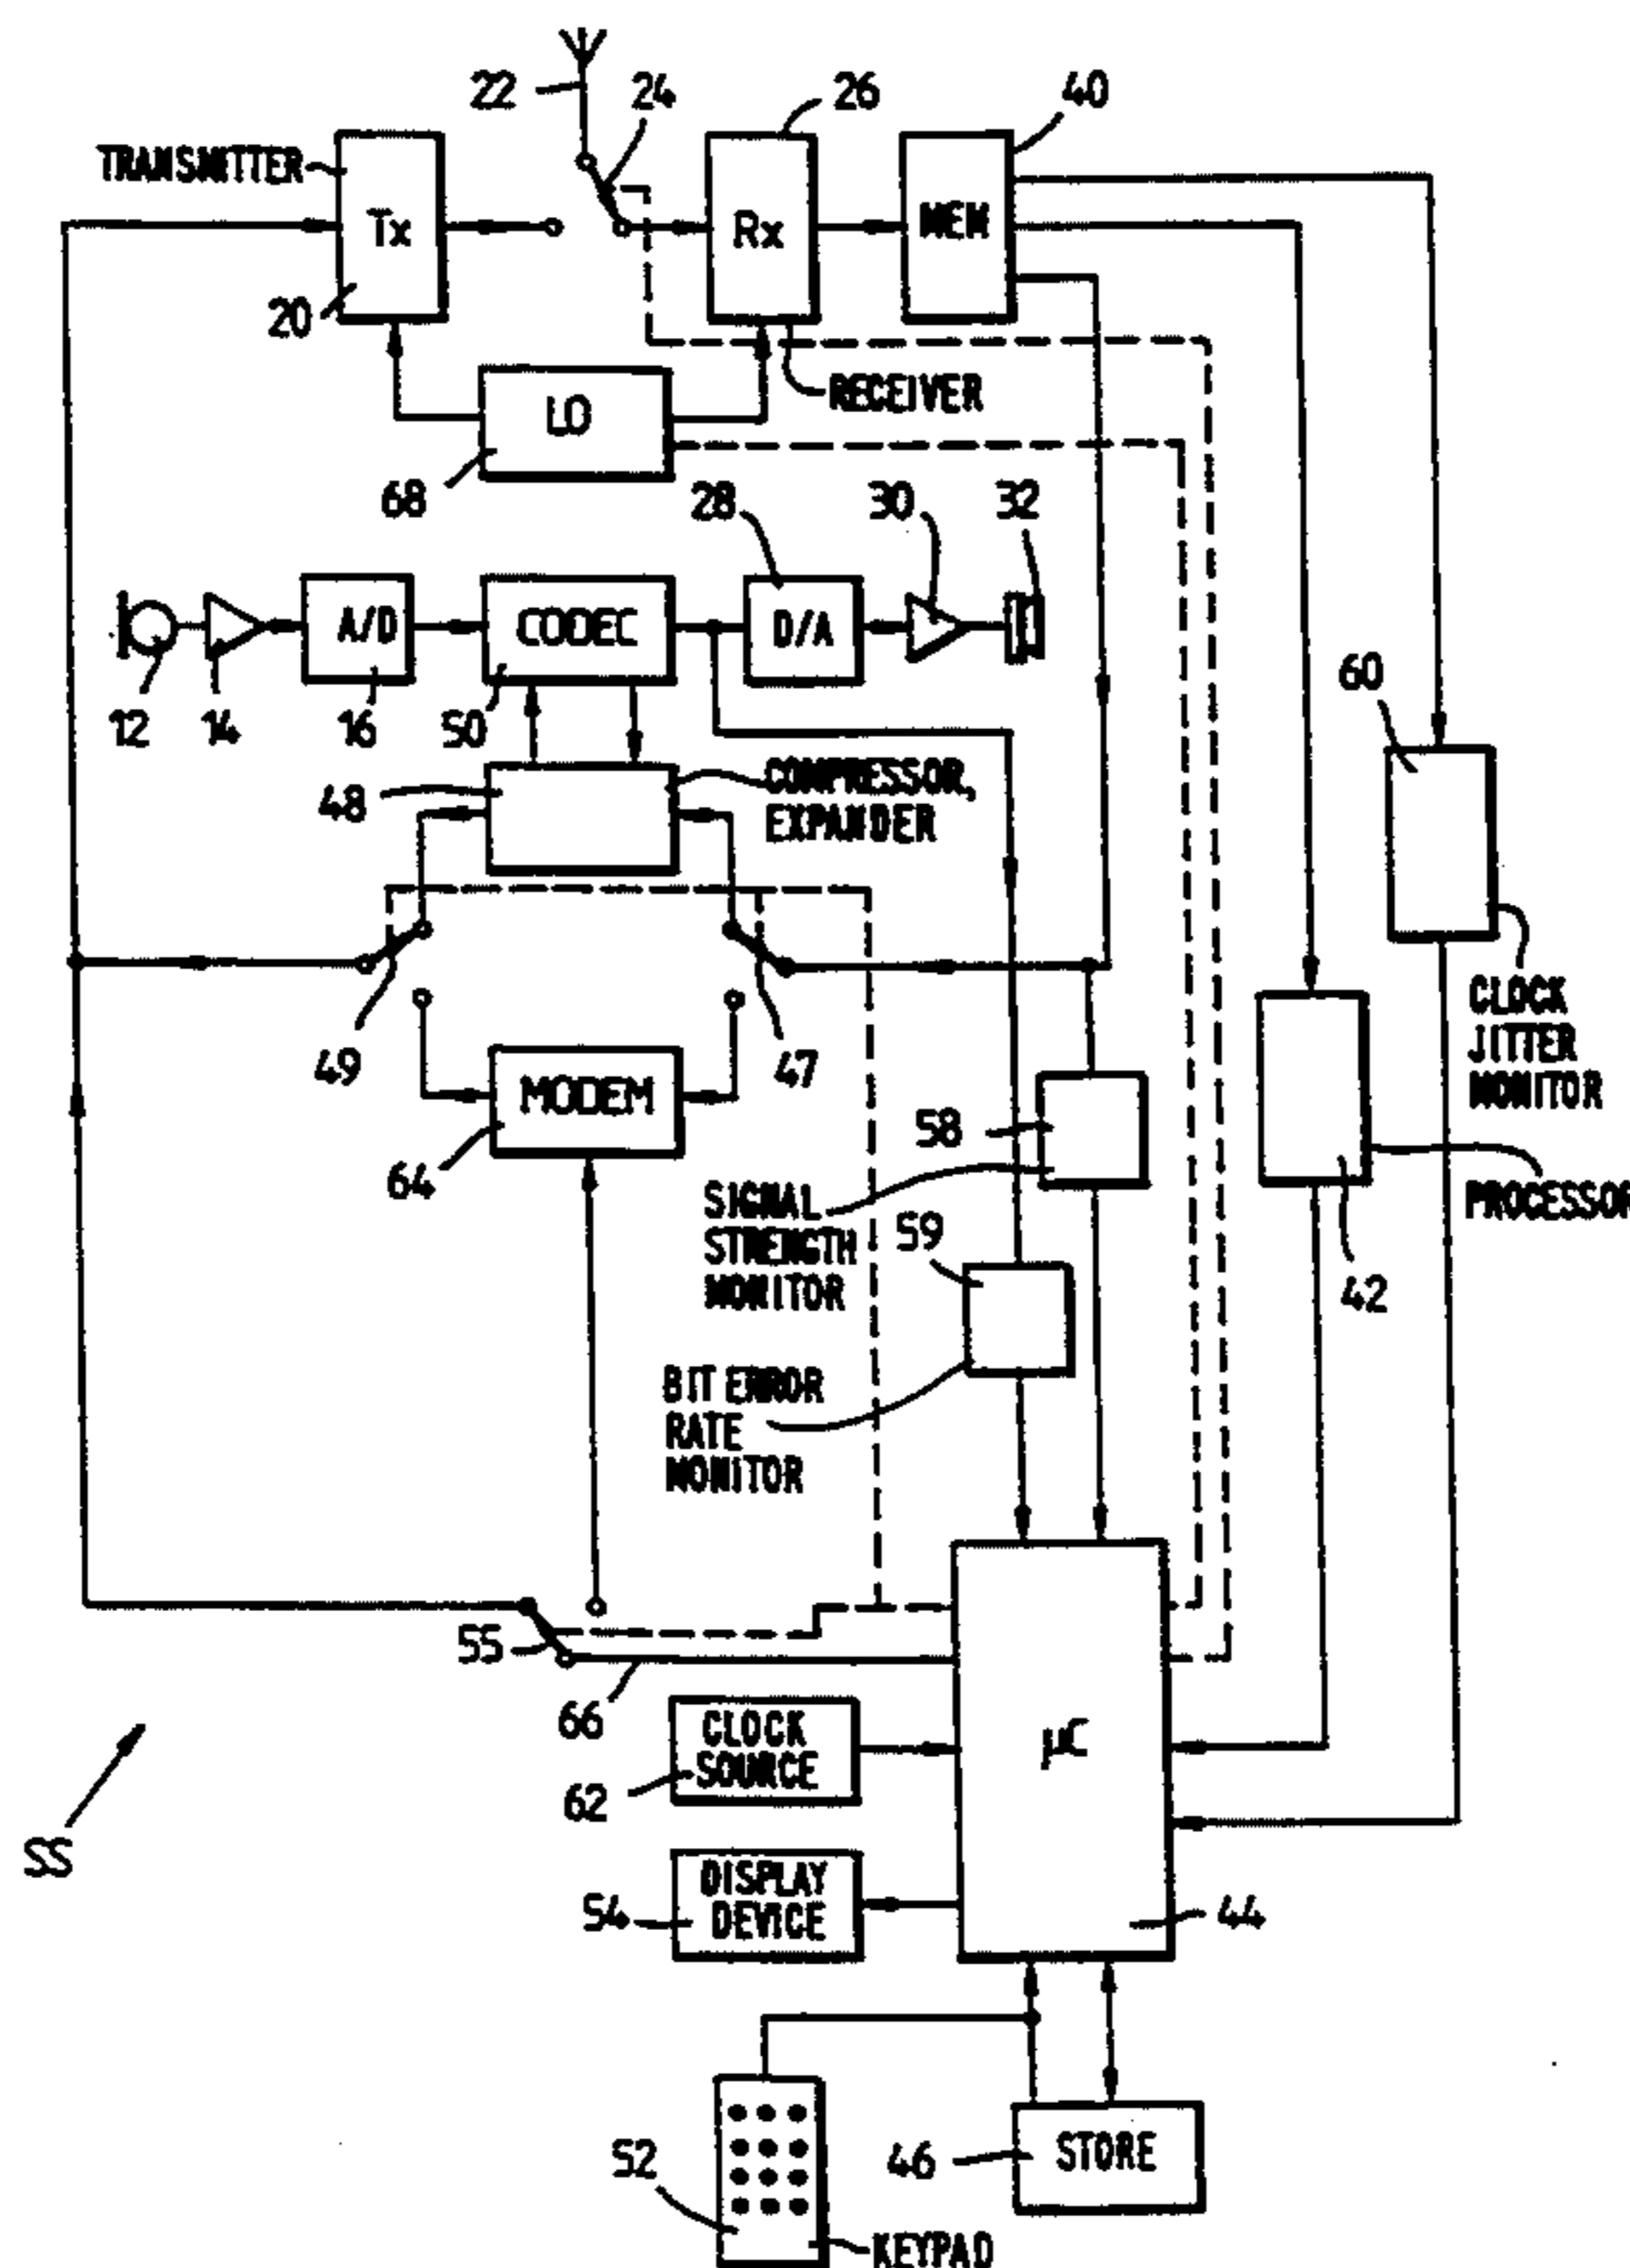 22
24
26
40
TRANSMITTER
Tx
Rx
MEM
20
LO
RECEIVER
68
28
30
32
A/D
CODEC
D/A
12
14
16
50
60
48
COMPRESSOR,
EXPANDER
49
47
CLOCK
JITTER
MONITOR
MODEM
58
64
SIGNAL
STRENGTH
MONITOR
59
PROCESSOR
42
BIT ERROR
RATE
MONITOR
55
66
CLOCK
SOURCE
µC
62
SS
DISPLAY
DEVICE
54
44
52
46
STORE
KEYPAD